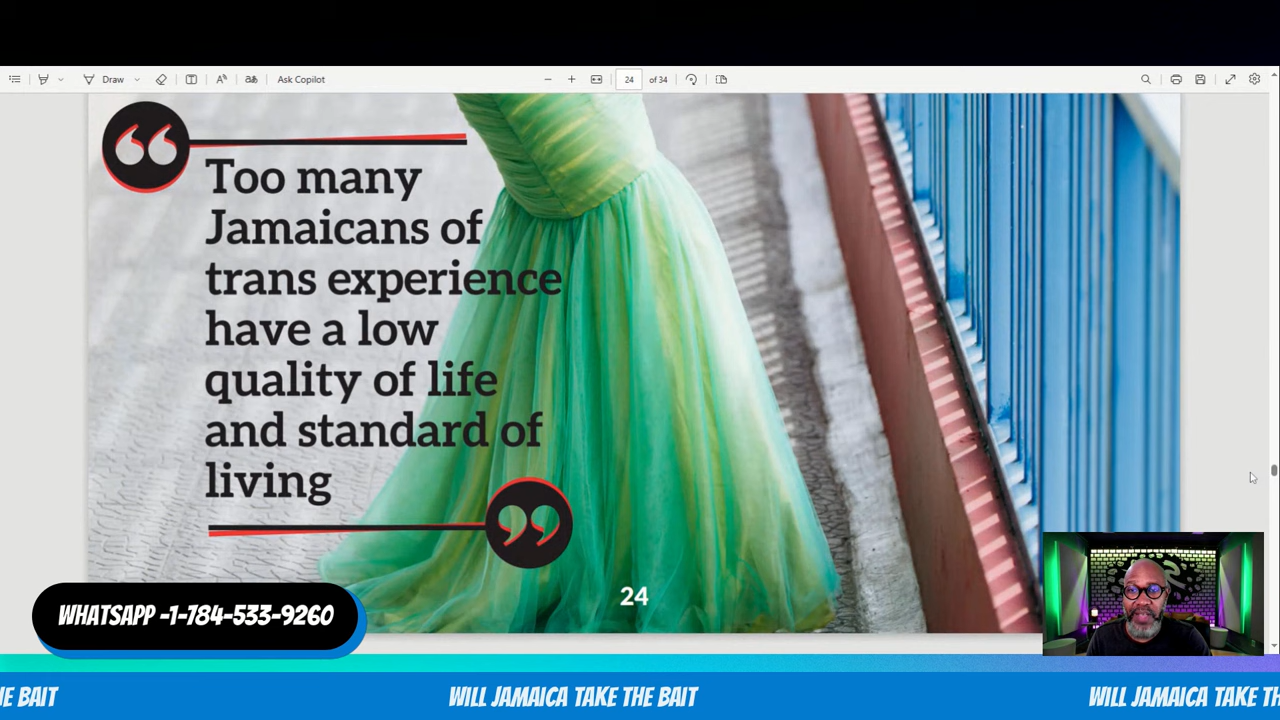 Draw
Ask Copilot
24
of 34
Too many
Jamaicans of
trans experience
have a low
quality of life
and standard of
living
24
WHATSAPP -1-784-533-9260
HE BAIT
WILL JAMAICA TAKE THE BAIT
WILL JAMAICA TAKE TH